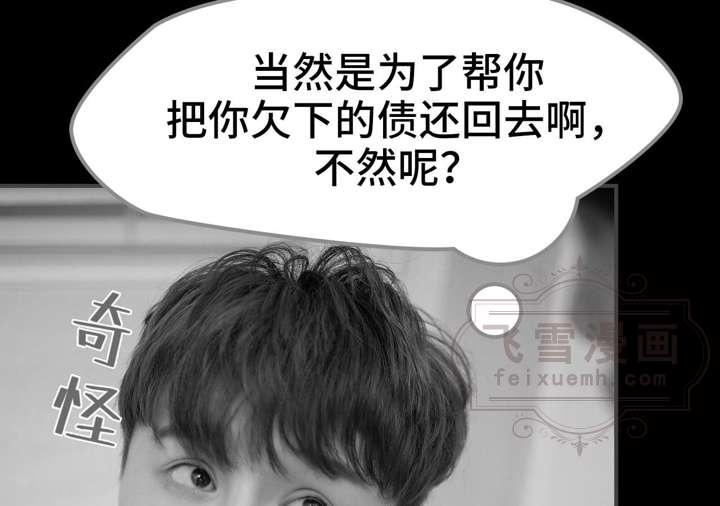 当然是为了帮你
把你欠下的债还回去啊，
不然呢？
奇怪
飞雪漫画
feixuemh.com